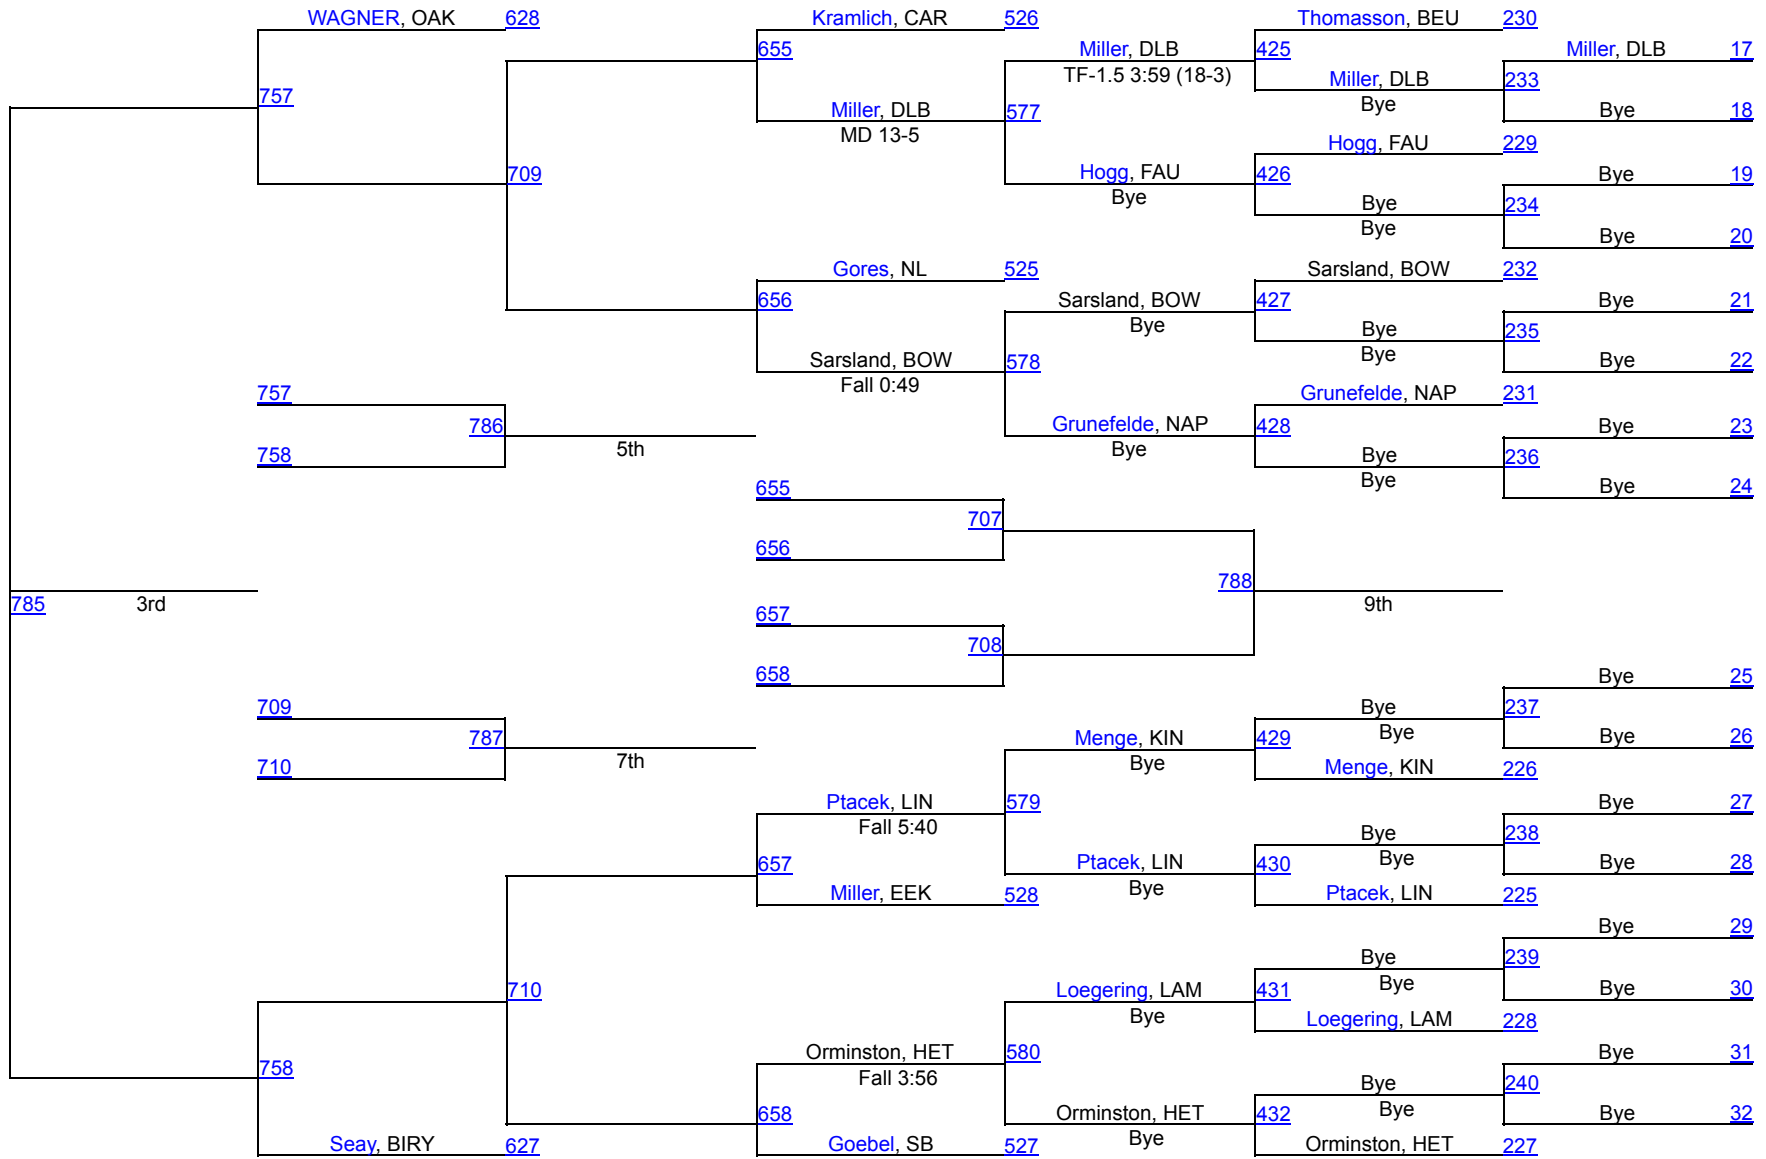 WAGNER, OAK 628 Kramlich, CAR 526 Thomasson, BEU 230
655 Miller, DLB 425 Miller, DLB 17
TF-1.5 3:59 (18-3)
757 Miller, DLB 233
Miller, DLB 577 Bye Bye 18
MD 13-5
Hogg, FAU 229
709 Hogg, FAU 426 Bye 19
Bye
Bye 234
Bye
Bye 20
Gores, NL 525 Sarsland, BOW 232
656 Sarsland, BOW 427 Bye 21
Bye
Bye 235
Sarsland, BOW 578 Bye Bye 22
Fall 0:49
757 Grunefelde, NAP 231
786 Grunefelde, NAP 428 Bye 23
5th Bye
758 Bye 236
Bye
655 Bye 24
707
656
788
785 3rd 9th
657
708
658 Bye 25
709 Bye 237
787 Menge, KIN 429 Bye Bye 26
7th Bye
710 Menge, KIN 226
Ptacek, LIN 579 Bye 27
Fall 5:40
Bye 238
657 Ptacek, LIN 430 Bye Bye 28
Bye
Miller, EEK 528 Ptacek, LIN 225
Bye 29
Bye 239
710 Loegering, LAM 431 Bye Bye 30
Bye
Loegering, LAM 228
Orminston, HET 580 Bye 31
758 Fall 3:56
Bye 240
658 Orminston, HET 432 Bye Bye 32
Bye
Seay, BIRY 627 Goebel, SB 527 Orminston, HET 227